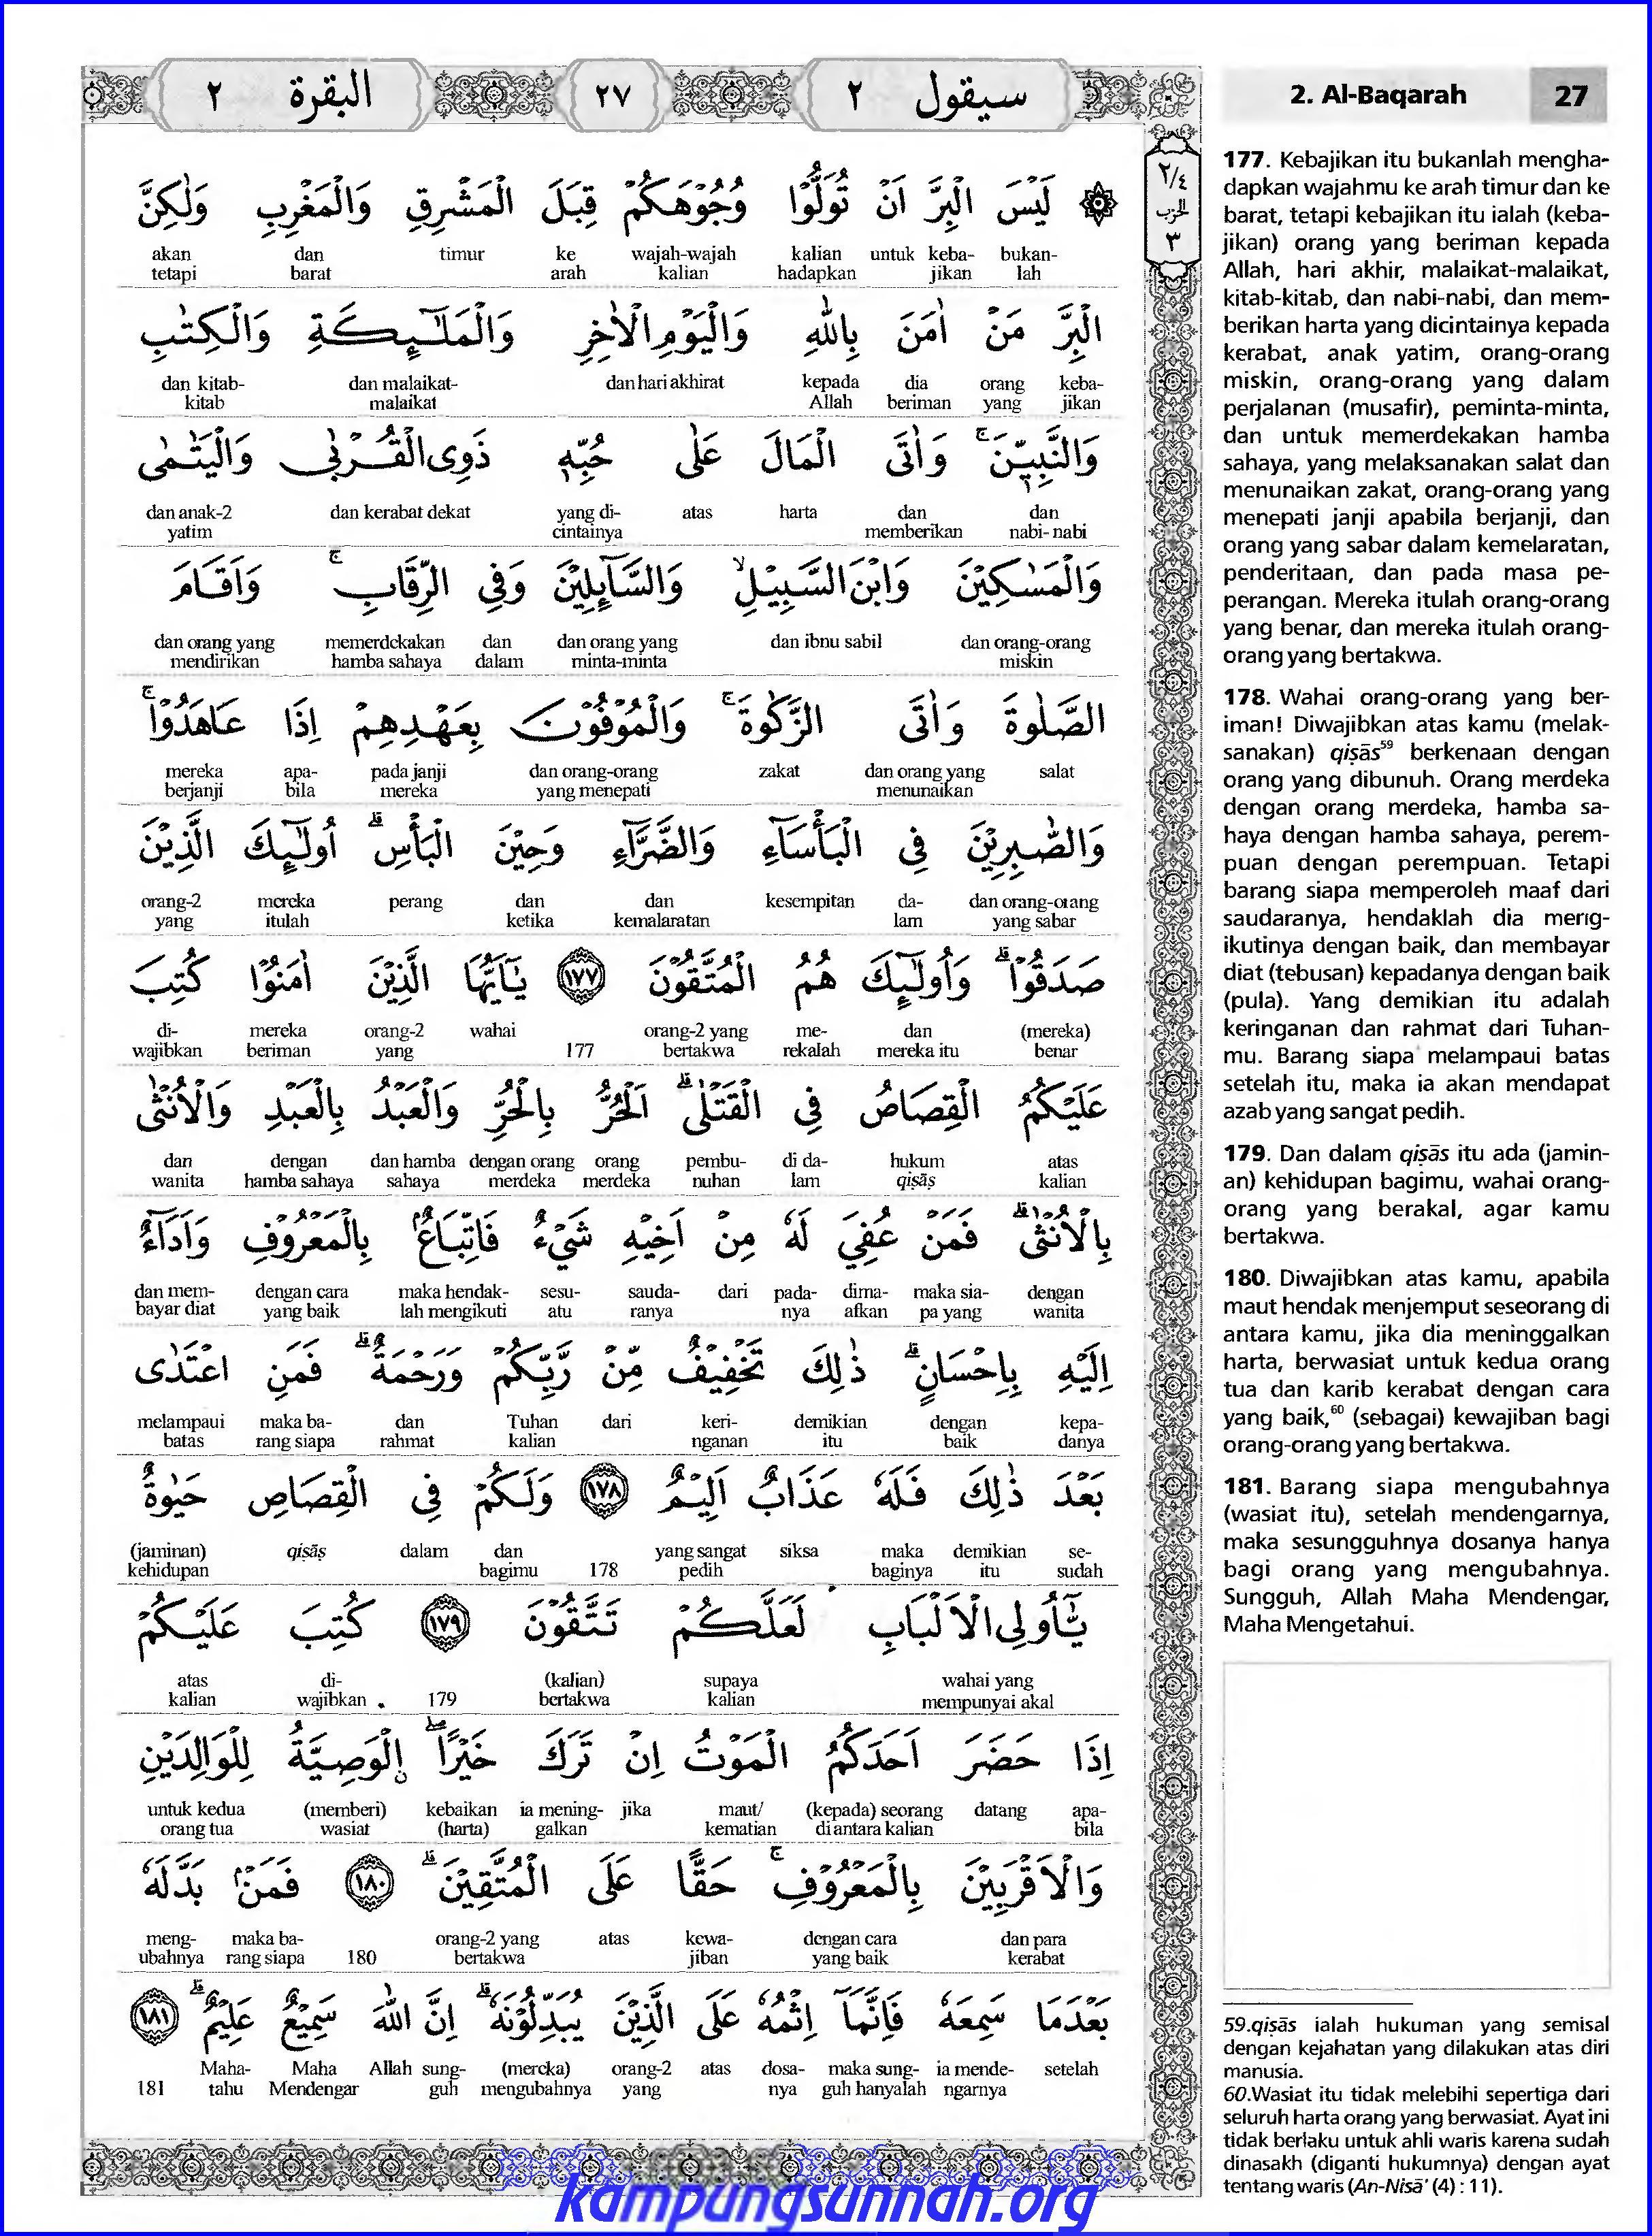 سيقول ٢
٢٧
البقرة ٢
٢/٤
الحزب
٣
۞ لَيْسَ الْبِرَّ اَنْ تُوَلُّوْا وُجُوْهَكُمْ قِبَلَ الْمَشْرِقِ وَالْمَغْرِبِ وَلٰكِنَّ
akan dan timur ke wajah-wajah kalian untuk keba- bukan-
tetapi barat arah kalian hadapkan jikan lah
الْبِرَّ مَنْ اٰمَنَ بِاللّٰهِ وَالْيَوْمِ الْاٰخِرِ وَالْمَلٰۤىِٕكَةِ وَالْكِتٰبِ
dan kitab- dan malaikat- dan hari akhirat kepada dia orang keba-
kitab malaikat Allah beriman yang jikan
وَالنَّبِيّٖنَ ۚ وَاٰتَى الْمَالَ عَلٰى حُبِّهٖ ذَوِى الْقُرْبٰى وَالْيَتٰمٰى
dan anak-2 dan kerabat dekat yang di- atas harta dan dan
yatim cintainya memberikan nabi-nabi
وَالْمَسٰكِيْنَ وَابْنَ السَّبِيْلِۙ وَالسَّاۤىِٕلِيْنَ وَفِى الرِّقَابِۚ وَاَقَامَ
dan orang yang memerdekakan dan dan orang yang dan ibnu sabil dan orang-orang
mendirikan hamba sahaya dalam minta-minta miskin
الصَّلٰوةَ وَاٰتَى الزَّكٰوةَ ۚ وَالْمُوْفُوْنَ بِعَهْدِهِمْ اِذَا عَاهَدُوْا ۚ
mereka apa- pada janji dan orang-orang zakat dan orang yang salat
berjanji bila mereka yang menepati menunaikan
وَالصّٰبِرِيْنَ فِى الْبَأْسَاۤءِ وَالضَّرَّاۤءِ وَحِيْنَ الْبَأْسِۗ اُولٰۤىِٕكَ الَّذِيْنَ
orang-2 mereka perang dan dan kesempitan da- dan orang-orang
yang itulah ketika kemalaratan lam yang sabar
صَدَقُوْا ۗ وَاُولٰۤىِٕكَ هُمُ الْمُتَّقُوْنَ ١٧٧ يٰٓاَيُّهَا الَّذِيْنَ اٰمَنُوْا كُتِبَ
di- mereka orang-2 wahai orang-2 yang me- dan (mereka)
wajibkan beriman yang 177 bertakwa rekalah mereka itu benar
عَلَيْكُمُ الْقِصَاصُ فِى الْقَتْلٰىۗ اَلْحُرُّ بِالْحُرِّ وَالْعَبْدُ بِالْعَبْدِ وَالْاُنْثٰى
dan dengan dan hamba dengan orang orang pembu- di da- hukum atas
wanita hamba sahaya sahaya merdeka merdeka nuhan lam qiṣāṣ kalian
بِالْاُنْثٰىۗ فَمَنْ عُفِيَ لَهٗ مِنْ اَخِيْهِ شَيْءٌ فَاتِّبَاعٌۢ بِالْمَعْرُوْفِ وَاَدَاۤءٌ
dan mem- dengan cara maka hendak- sesu- sauda- dari pada- dima- maka sia- dengan
bayar diat yang baik lah mengikuti atu ranya nya afkan pa yang wanita
اِلَيْهِ بِاِحْسَانٍ ۗ ذٰلِكَ تَخْفِيْفٌ مِّنْ رَّبِّكُمْ وَرَحْمَةٌ ۗ فَمَنِ اعْتَدٰى
melampaui maka ba- dan Tuhan dari keri- demikian dengan kepa-
batas rang siapa rahmat kalian nganan itu baik danya
بَعْدَ ذٰلِكَ فَلَهٗ عَذَابٌ اَلِيْمٌ ١٧٨ وَلَكُمْ فِى الْقِصَاصِ حَيٰوةٌ
(jaminan) qiṣāṣ dalam dan yang sangat siksa maka demikian se-
kehidupan bagimu 178 pedih baginya itu sudah
يّٰٓاُولِى الْاَلْبَابِ لَعَلَّكُمْ تَتَّقُوْنَ ١٧٩ كُتِبَ عَلَيْكُمْ
atas di- (kalian) supaya wahai yang
kalian wajibkan 179 bertakwa kalian mempunyai akal
اِذَا حَضَرَ اَحَدَكُمُ الْمَوْتُ اِنْ تَرَكَ خَيْرًا ۖ ۨالْوَصِيَّةُ لِلْوَالِدَيْنِ
untuk kedua (memberi) kebaikan ia mening- jika maut/ (kepada) seorang datang apa-
orang tua wasiat (harta) galkan kematian di antara kalian bila
وَالْاَقْرَبِيْنَ بِالْمَعْرُوْفِۚ حَقًّا عَلَى الْمُتَّقِيْنَ ۗ ١٨٠ فَمَنْۢ بَدَّلَهٗ
meng- maka ba- orang-2 yang atas kewa- dengan cara dan para
ubahnya rang siapa 180 bertakwa jiban yang baik kerabat
بَعْدَمَا سَمِعَهٗ فَاِنَّمَآ اِثْمُهٗ عَلَى الَّذِيْنَ يُبَدِّلُوْنَهٗ ۗ اِنَّ اللّٰهَ سَمِيْعٌ عَلِيْمٌ ۗ ١٨١
Maha- Maha Allah sung- (mereka) orang-2 atas dosa- maka sung- ia mende- setelah
181 tahu Mendengar guh mengubahnya yang nya guh hanyalah ngarnya
2. Al-Baqarah 27
177. Kebajikan itu bukanlah mengha-
dapkan wajahmu ke arah timur dan ke
barat, tetapi kebajikan itu ialah (keba-
jikan) orang yang beriman kepada
Allah, hari akhir, malaikat-malaikat,
kitab-kitab, dan nabi-nabi, dan mem-
berikan harta yang dicintainya kepada
kerabat, anak yatim, orang-orang
miskin, orang-orang yang dalam
perjalanan (musafir), peminta-minta,
dan untuk memerdekakan hamba
sahaya, yang melaksanakan salat dan
menunaikan zakat, orang-orang yang
menepati janji apabila berjanji, dan
orang yang sabar dalam kemelaratan,
penderitaan, dan pada masa pe-
perangan. Mereka itulah orang-orang
yang benar, dan mereka itulah orang-
orang yang bertakwa.
178. Wahai orang-orang yang ber-
iman! Diwajibkan atas kamu (melak-
sanakan) qiṣāṣ⁵⁹ berkenaan dengan
orang yang dibunuh. Orang merdeka
dengan orang merdeka, hamba sa-
haya dengan hamba sahaya, perem-
puan dengan perempuan. Tetapi
barang siapa memperoleh maaf dari
saudaranya, hendaklah dia meng-
ikutinya dengan baik, dan membayar
diat (tebusan) kepadanya dengan baik
(pula). Yang demikian itu adalah
keringanan dan rahmat dari Tuhan-
mu. Barang siapa melampaui batas
setelah itu, maka ia akan mendapat
azab yang sangat pedih.
179. Dan dalam qiṣāṣ itu ada (jamin-
an) kehidupan bagimu, wahai orang-
orang yang berakal, agar kamu
bertakwa.
180. Diwajibkan atas kamu, apabila
maut hendak menjemput seseorang di
antara kamu, jika dia meninggalkan
harta, berwasiat untuk kedua orang
tua dan karib kerabat dengan cara
yang baik,⁶⁰ (sebagai) kewajiban bagi
orang-orang yang bertakwa.
181. Barang siapa mengubahnya
(wasiat itu), setelah mendengarnya,
maka sesungguhnya dosanya hanya
bagi orang yang mengubahnya.
Sungguh, Allah Maha Mendengar,
Maha Mengetahui.
59.qiṣāṣ ialah hukuman yang semisal
dengan kejahatan yang dilakukan atas diri
manusia.
60.Wasiat itu tidak melebihi sepertiga dari
seluruh harta orang yang berwasiat. Ayat ini
tidak berlaku untuk ahli waris karena sudah
dinasakh (diganti hukumnya) dengan ayat
tentang waris (An-Nisā' (4) : 11).
kampungsunnah.org